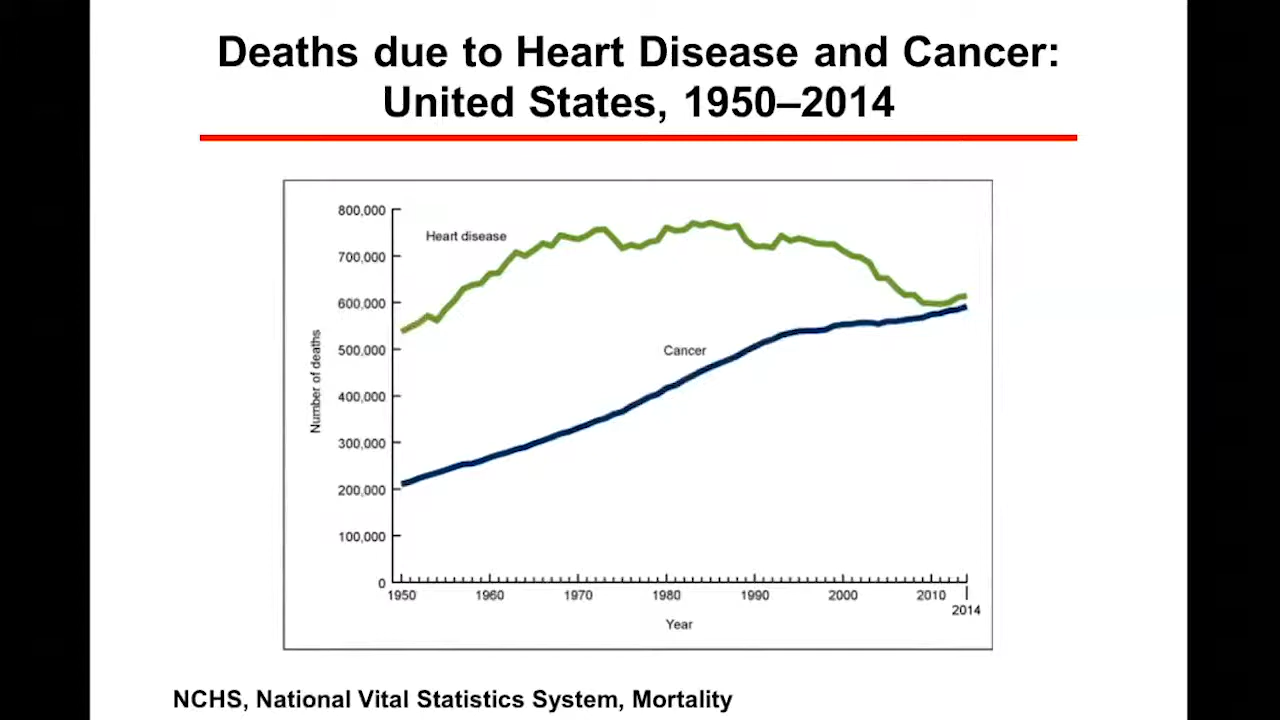 Deaths due to Heart Disease and Cancer:
United States, 1950–2014
800,000
700,000
600,000
500,000
400,000
300,000
200,000
100,000
0
Number of deaths
Heart disease
Cancer
1950 1960 1970 1980 1990 2000 2010
2014
Year
NCHS, National Vital Statistics System, Mortality